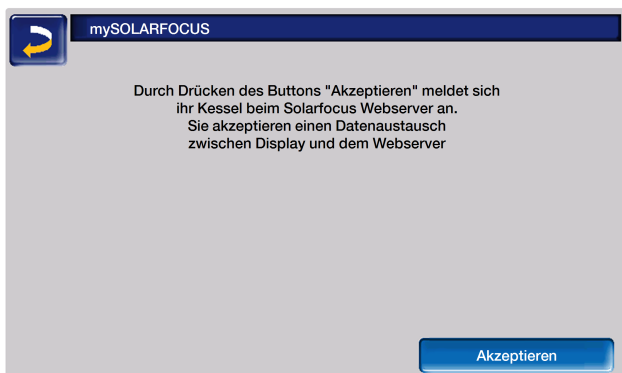 mySOLARFOCUS
Durch Drücken des Buttons "Akzeptieren" meldet sich
ihr Kessel beim Solarfocus Webserver an.
Sie akzeptieren einen Datenaustausch
zwischen Display und dem Webserver
Akzeptieren